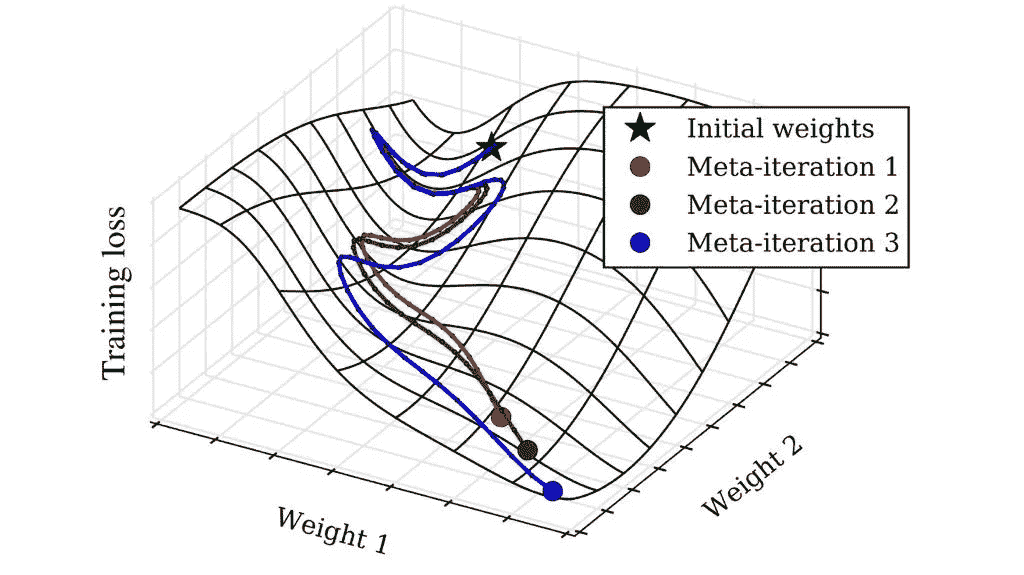 Initial weights
Meta-iteration 1
Meta-iteration 2
Meta-iteration 3
Training loss
Weight 1
Weight 2